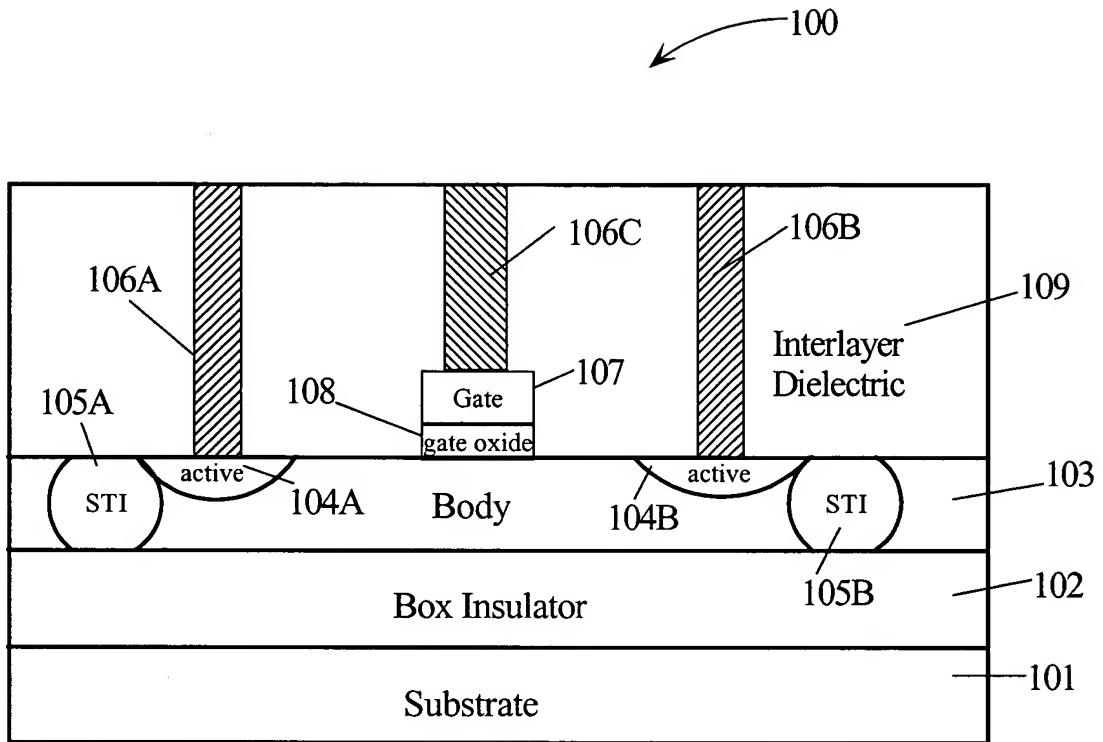 100
106C
106B
106A
109
Interlayer
Dielectric
107
108
Gate
105A
gate oxide
active
active
STI
104A
Body
104B
STI
103
105B
102
Box Insulator
101
Substrate